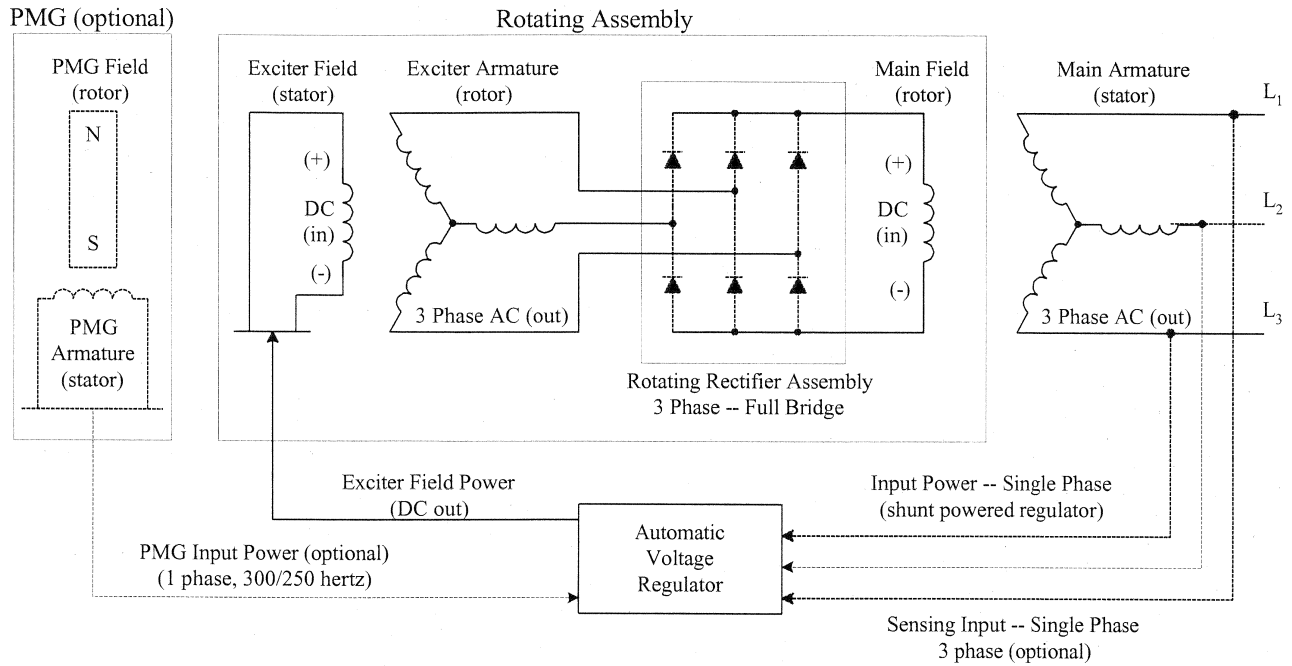 PMG (optional)
Rotating Assembly
PMG Field
(rotor)
N
S
PMG
Armature
(stator)
Exciter Field
(stator)
(+)
DC
(in)
(-)
Exciter Armature
(rotor)
3 Phase AC (out)
Main Field
(rotor)
(+)
DC
(in)
(-)
Rotating Rectifier Assembly
3 Phase -- Full Bridge
Main Armature
(stator)
3 Phase AC (out)
L1
L2
L3
Exciter Field Power
(DC out)
PMG Input Power (optional)
(1 phase, 300/250 hertz)
Automatic
Voltage
Regulator
Input Power -- Single Phase
(shunt powered regulator)
Sensing Input -- Single Phase
3 phase (optional)